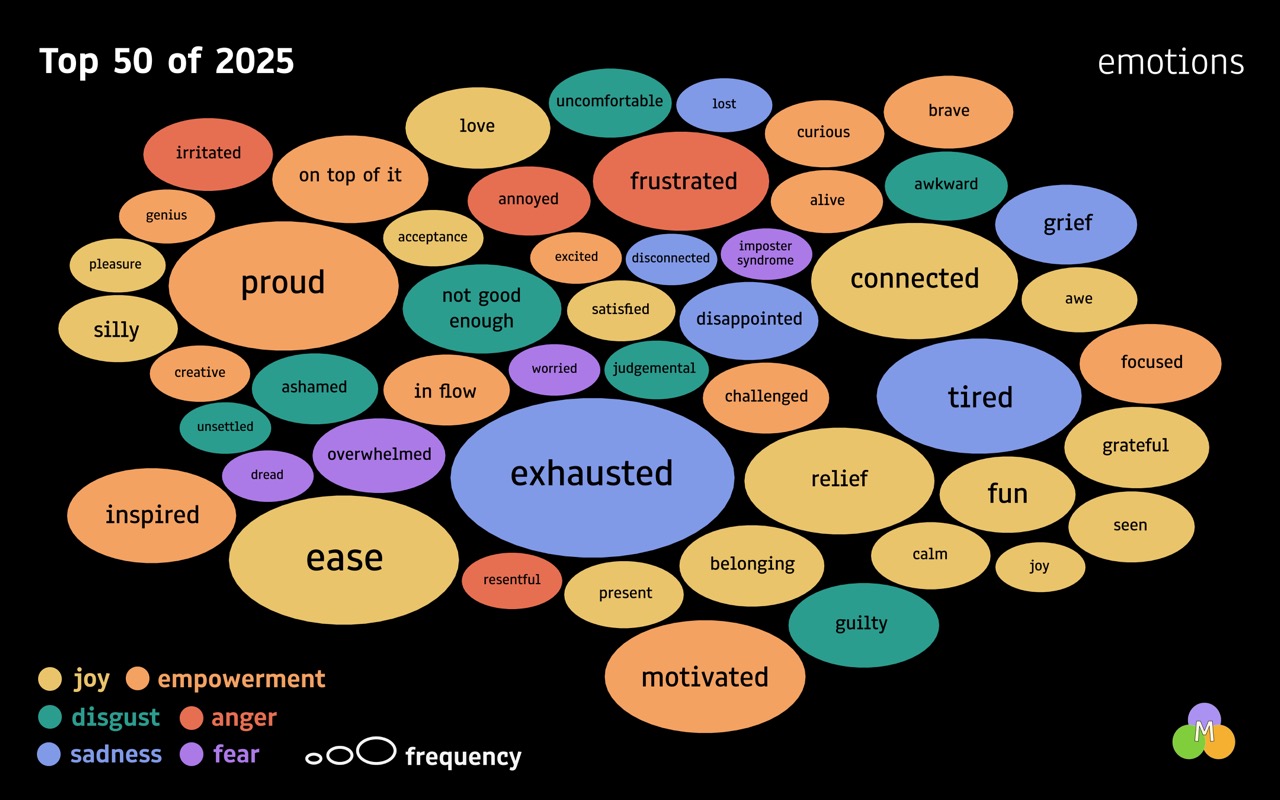 Top 50 of 2025
emotions
uncomfortable
lost
love
curious
brave
irritated
on top of it
annoyed
frustrated
alive
awkward
genius
acceptance
grief
pleasure
proud
excited
disconnected
imposter
syndrome
connected
silly
not good
enough
satisfied
disappointed
awe
creative
ashamed
in flow
worried
judgemental
challenged
tired
focused
unsettled
dread
overwhelmed
exhausted
relief
fun
grateful
inspired
ease
seen
resentful
present
belonging
calm
joy
guilty
motivated
joy
empowerment
disgust
anger
sadness
fear
frequency
M